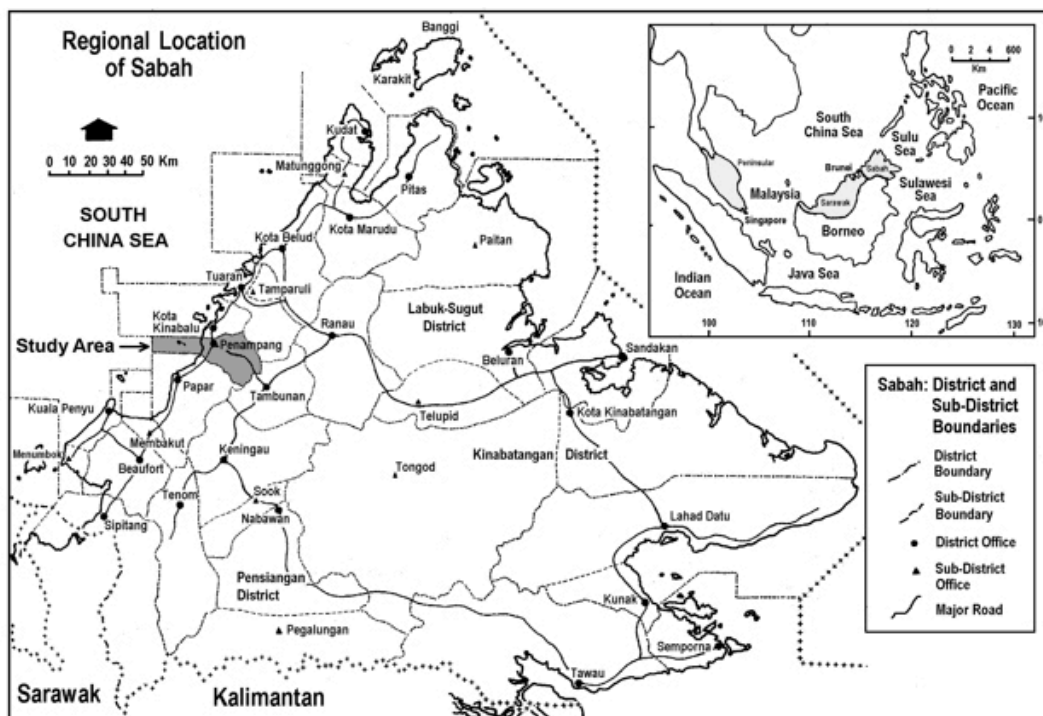 Regional Location
of Sabah
0 10 20 30 40 50 Km
SOUTH
CHINA SEA
Study Area
Banggi
Karakit
Kudat
Matunggong
Pitas
Kota Marudu
Kota Belud
Paitan
Tuaran
Tamparuli
Labuk-Sugut
District
Kota
Kinabalu
Penampang
Ranau
Beluran
Sandakan
Papar
Tambunan
Telupid
Kota Kinabatangan
Kuala Penyu
Membakut
Menumbok
Beaufort
Keningau
Kinabatangan District
Tongod
Tenom
Sook
Nabawan
Sipitang
Lahad Datu
Pensiangan
District
Kunak
Pegalungan
Semporna
Tawau
Sarawak
Kalimantan
0 2 4 600
Km
Pacific
Ocean
South
China Sea
Sulu
Sea
Peninsular
Brunei
Sabah
Malaysia
Sulawesi
Sea
Sarawak
Singapore
Borneo
Java Sea
Indian
Ocean
100
110
120
Sabah: District and
Sub-District
Boundaries
District
Boundary
Sub-District
Boundary
District Office
Sub-District
Office
Major Road